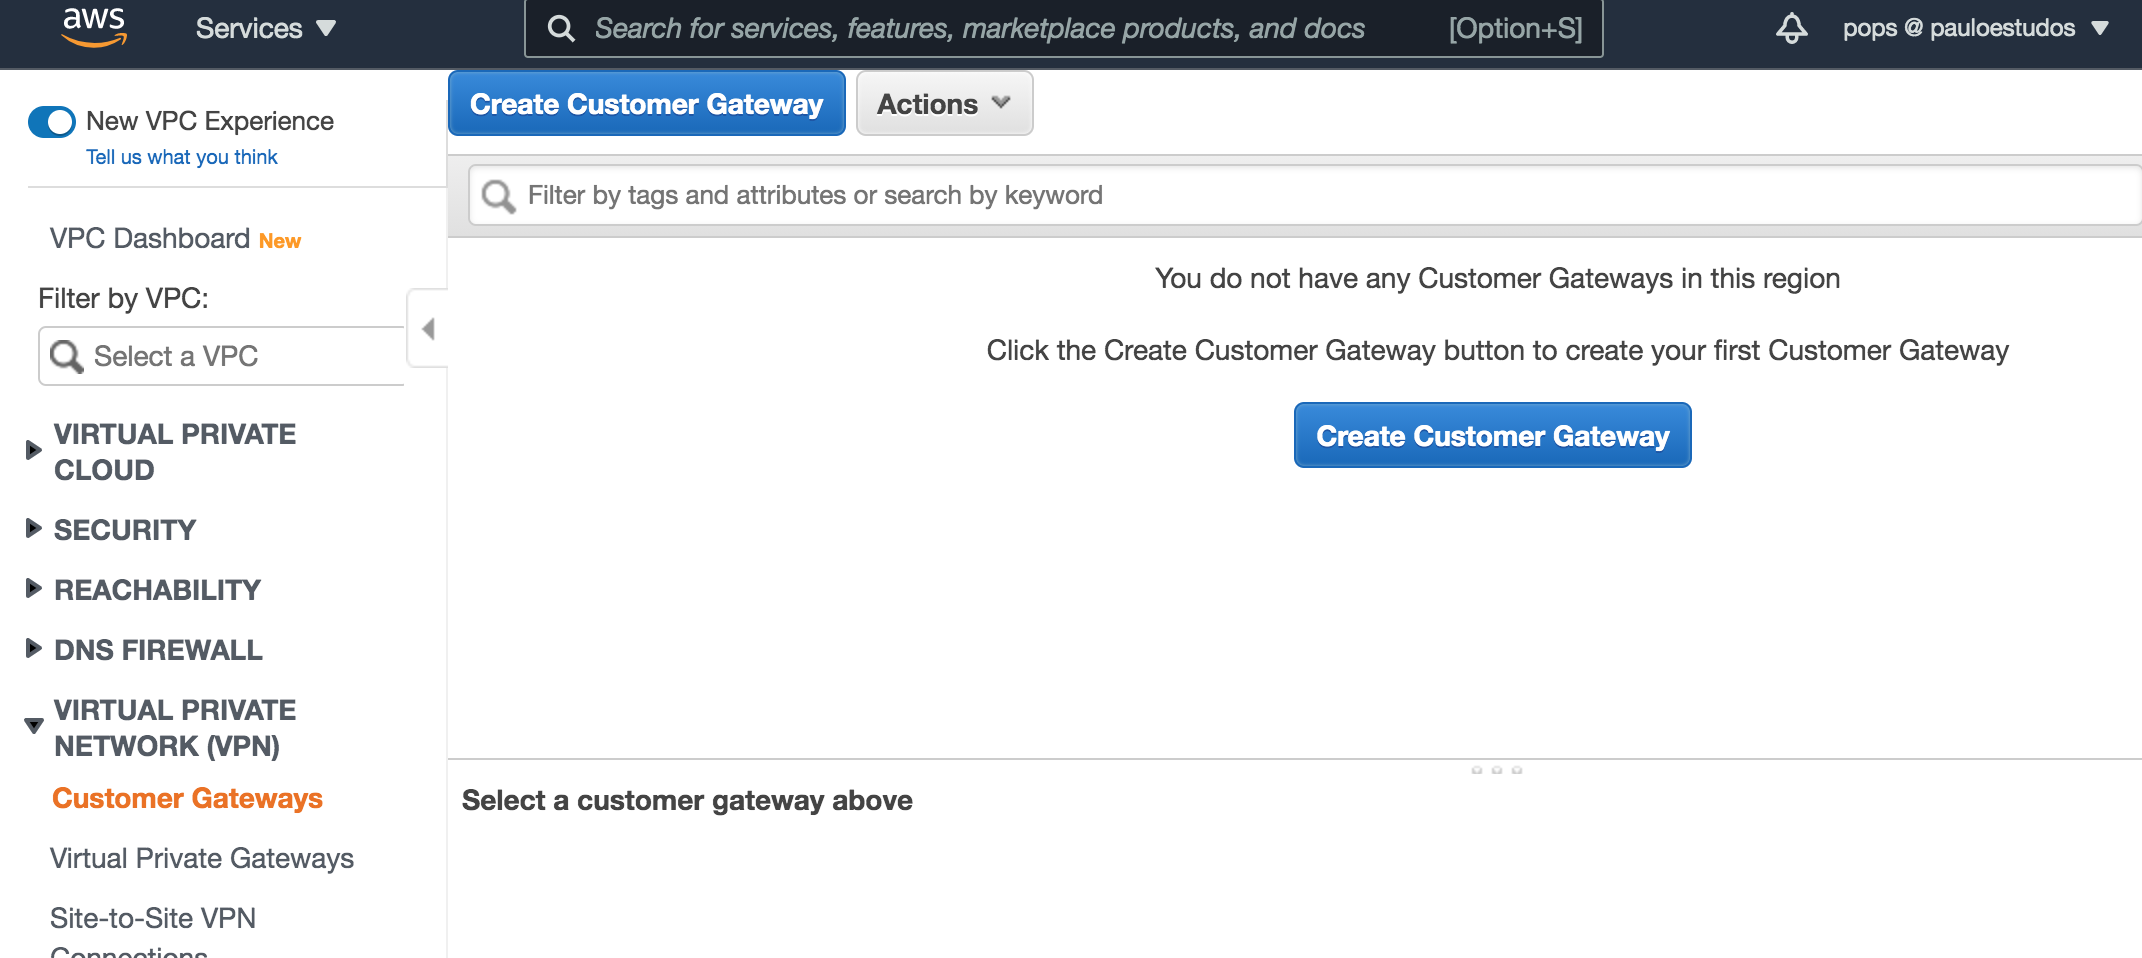 aws
Services
Search for services, features, marketplace products, and docs
[Option+S]
pops @ pauloestudos
New VPC Experience
Tell us what you think
VPC Dashboard New
Filter by VPC:
Select a VPC
VIRTUAL PRIVATE
CLOUD
SECURITY
REACHABILITY
DNS FIREWALL
VIRTUAL PRIVATE
NETWORK (VPN)
Customer Gateways
Virtual Private Gateways
Site-to-Site VPN
Connections
Create Customer Gateway
Actions
Filter by tags and attributes or search by keyword
You do not have any Customer Gateways in this region
Click the Create Customer Gateway button to create your first Customer Gateway
Create Customer Gateway
Select a customer gateway above